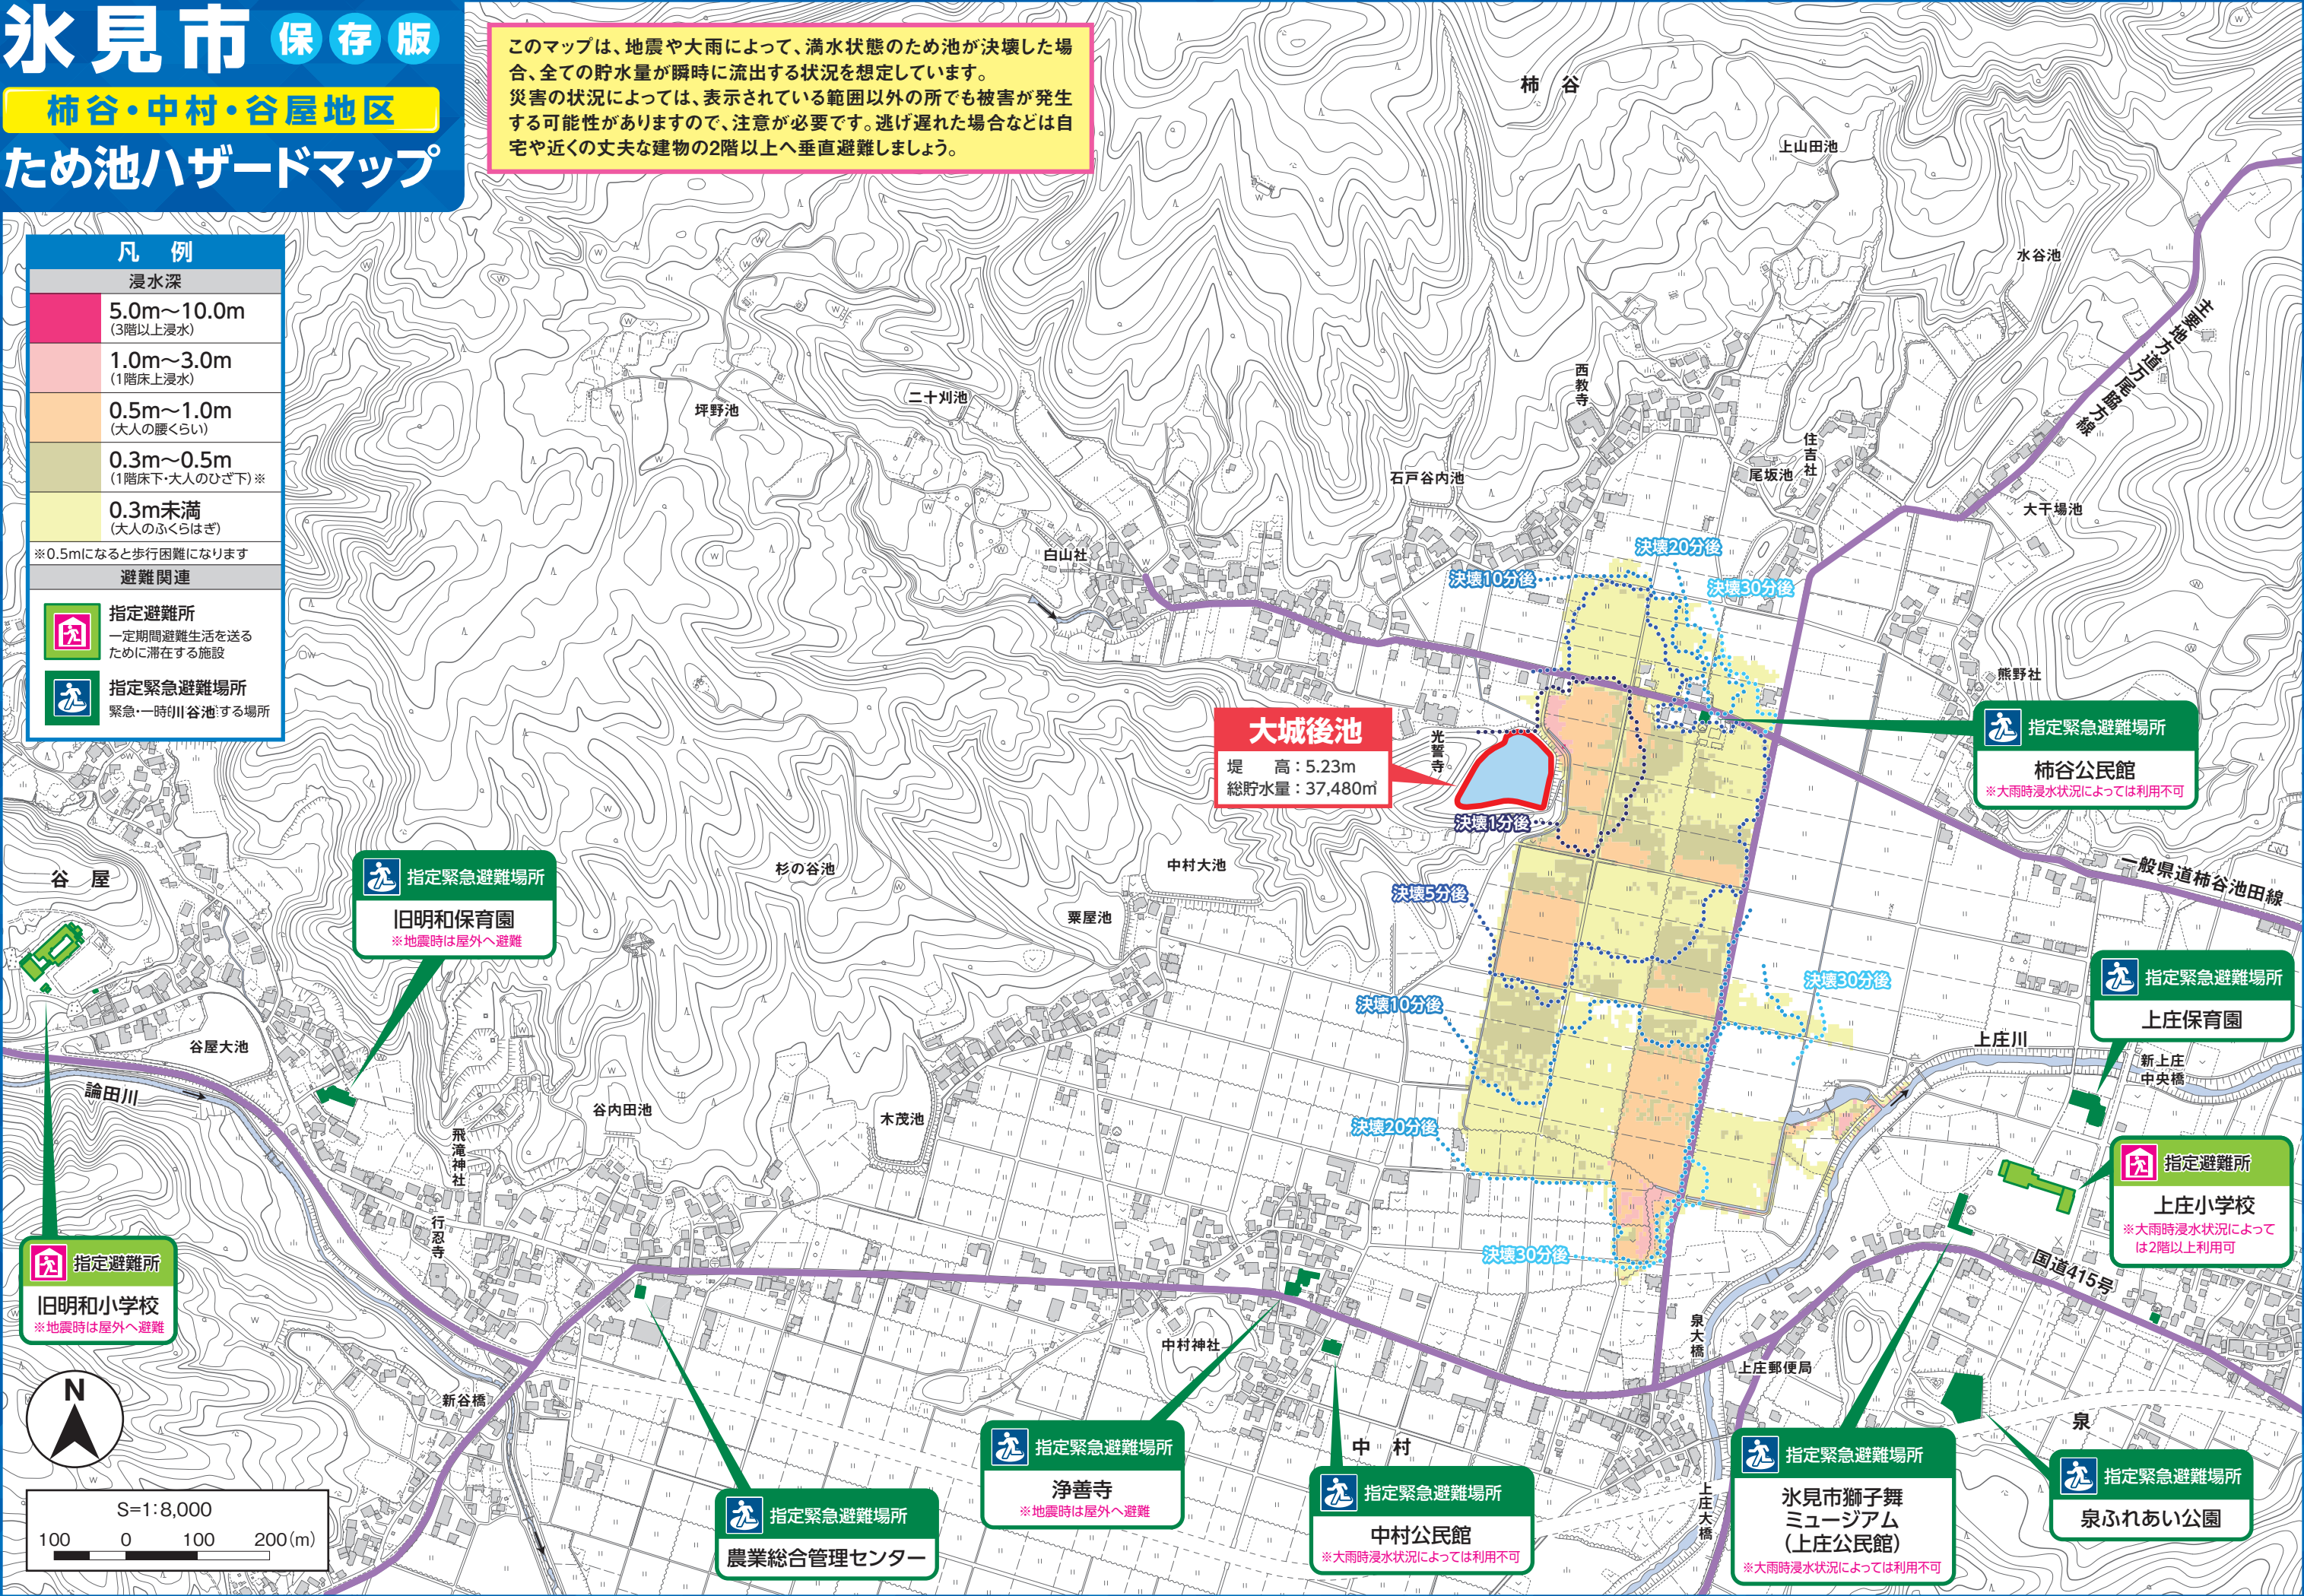 氷見市 保存版
柿谷・中村・谷屋地区
ため池ハザードマップ
このマップは、地震や大雨によって、満水状態のため池が決壊した場
合、全ての貯水量が瞬時に流出する状況を想定しています。
災害の状況によっては、表示されている範囲以外の所でも被害が発生
する可能性がありますので、注意が必要です。逃げ遅れた場合などは自
宅や近くの丈夫な建物の2階以上へ垂直避難しましょう。
凡 例
浸水深
5.0m〜10.0m
(3階以上浸水)
1.0m〜3.0m
(1階床上浸水)
0.5m〜1.0m
(大人の腰くらい)
0.3m〜0.5m
(1階床下・大人のひざ下)※
0.3m未満
(大人のふくらはぎ)
※0.5mになると歩行困難になります
避難関連
指定避難所
一定期間避難生活を送る
ために滞在する施設
指定緊急避難場所
緊急・一時的
川谷池
する場所
柿 谷
上山田池
水谷池
主要地方道万尾脇方線
坪野池
二十刈池
西教寺
石戸谷内池
住吉社
尾坂池
大干場池
白山社
決壊20分後
決壊10分後
決壊30分後
熊野社
大城後池
堤 高：5.23m
総貯水量：37,480㎥
光誓寺
決壊1分後
指定緊急避難場所
柿谷公民館
※大雨時浸水状況によっては利用不可
一般県道柿谷池田線
谷 屋
指定緊急避難場所
旧明和保育園
※地震時は屋外へ避難
杉の谷池
中村大池
粟屋池
決壊5分後
決壊10分後
決壊30分後
指定緊急避難場所
上庄保育園
上庄川
新上庄
中央橋
谷屋大池
論田川
谷内田池
木茂池
飛滝神社
行忍寺
決壊20分後
決壊30分後
指定避難所
上庄小学校
※大雨時浸水状況によって
は2階以上利用可
国道415号
指定避難所
旧明和小学校
※地震時は屋外へ避難
中村神社
泉大橋
上庄郵便局
新谷橋
泉
中 村
上庄大橋
指定緊急避難場所
農業総合管理センター
指定緊急避難場所
浄善寺
※地震時は屋外へ避難
指定緊急避難場所
中村公民館
※大雨時浸水状況によっては利用不可
指定緊急避難場所
氷見市獅子舞
ミュージアム
(上庄公民館)
※大雨時浸水状況によっては利用不可
指定緊急避難場所
泉ふれあい公園
N
S=1:8,000
100 0 100 200(m)